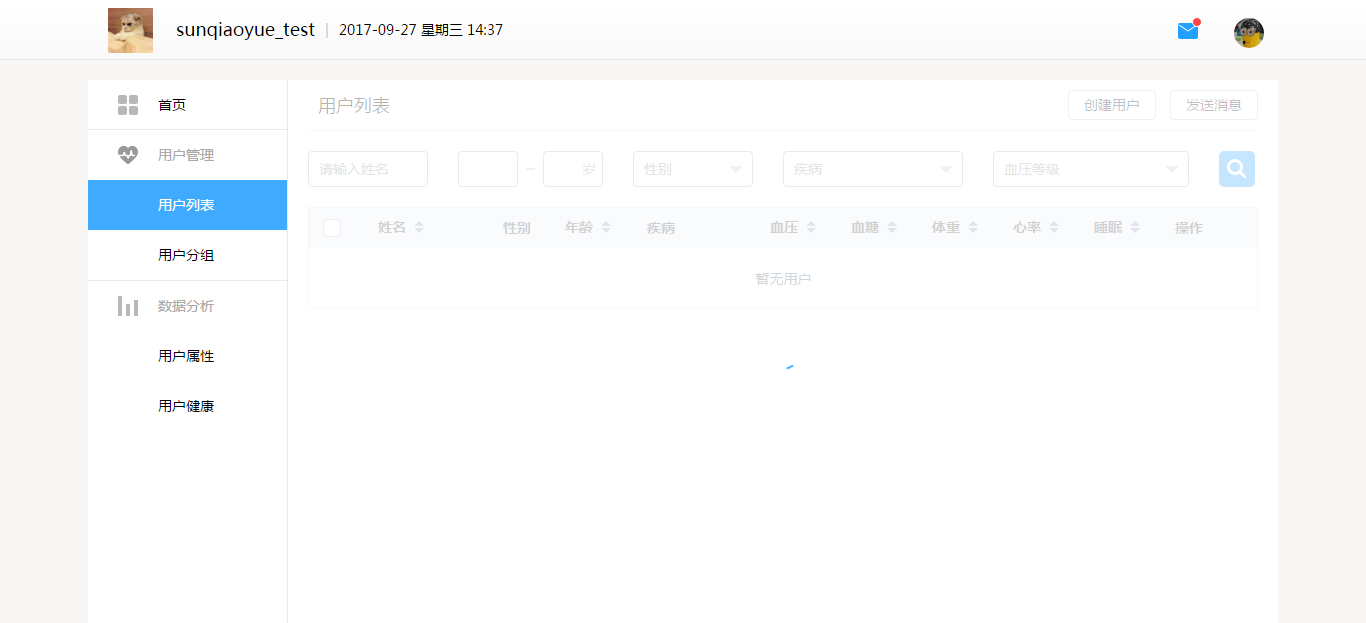 sunqiaoyue_test | 2017-09-27 星期三 14:37
首页
用户管理
用户列表
用户分组
数据分析
用户属性
用户健康
用户列表 创建用户 发送消息
请输入姓名 ~ 岁 性别 疾病 血压等级
姓名 性别 年龄 疾病 血压 血糖 体重 心率 睡眠 操作
暂无用户